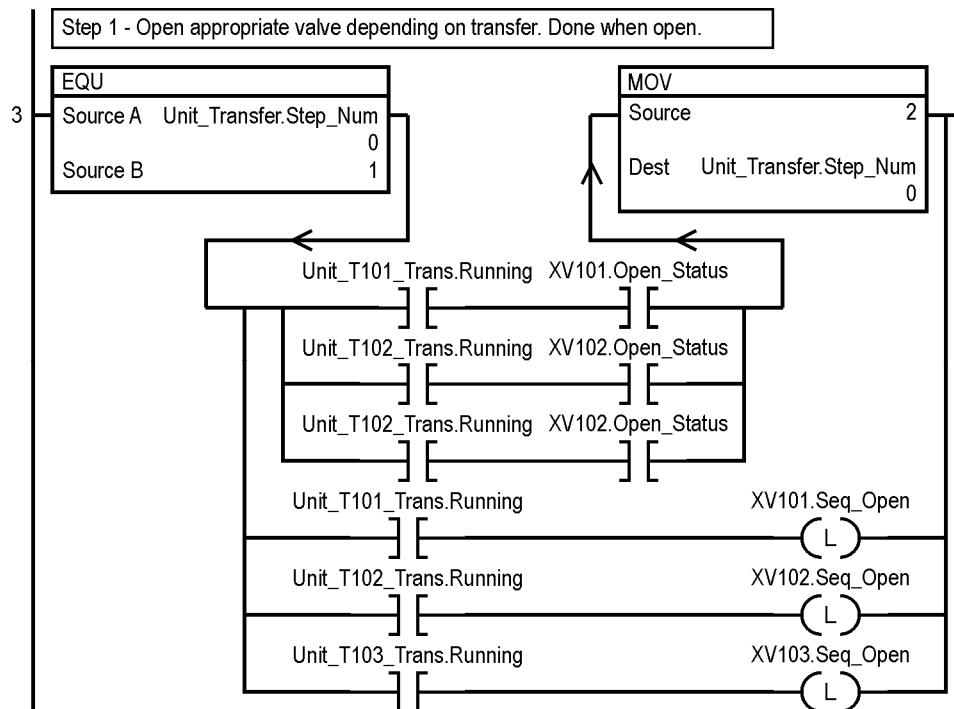 Step 1 - Open appropriate valve depending on transfer. Done when open.
EQU
MOV
3
Source A Unit_Transfer.Step_Num
0
Source B 1
Source 2
Dest Unit_Transfer.Step_Num
0
Unit_T101_Trans.Running XV101.Open_Status
Unit_T102_Trans.Running XV102.Open_Status
Unit_T102_Trans.Running XV102.Open_Status
Unit_T101_Trans.Running XV101.Seq_Open
L
Unit_T102_Trans.Running XV102.Seq_Open
L
Unit_T103_Trans.Running XV103.Seq_Open
L